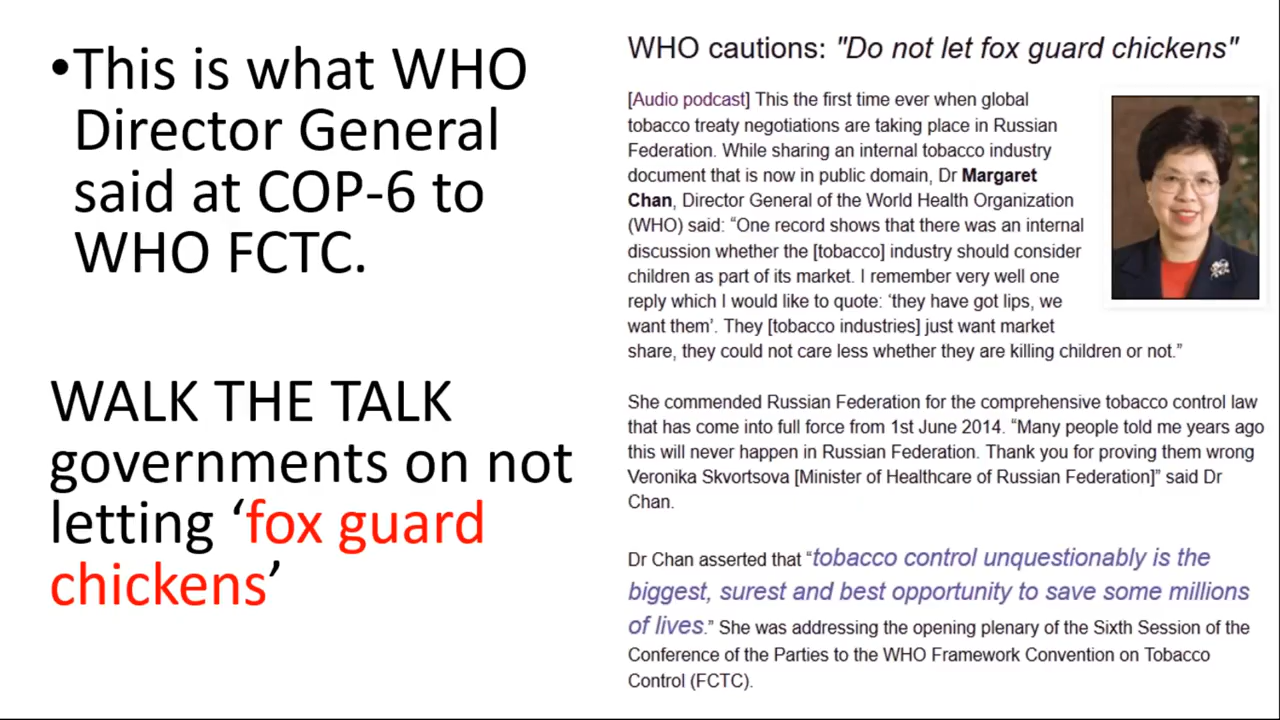 •This is what WHO
Director General
said at COP-6 to
WHO FCTC.
WALK THE TALK
governments on not
letting ‘fox guard
chickens’
WHO cautions: "Do not let fox guard chickens"
[Audio podcast] This the first time ever when global
tobacco treaty negotiations are taking place in Russian
Federation. While sharing an internal tobacco industry
document that is now in public domain, Dr Margaret
Chan, Director General of the World Health Organization
(WHO) said: “One record shows that there was an internal
discussion whether the [tobacco] industry should consider
children as part of its market. I remember very well one
reply which I would like to quote: ‘they have got lips, we
want them’. They [tobacco industries] just want market
share, they could not care less whether they are killing children or not.”
She commended Russian Federation for the comprehensive tobacco control law
that has come into full force from 1st June 2014. “Many people told me years ago
this will never happen in Russian Federation. Thank you for proving them wrong
Veronika Skvortsova [Minister of Healthcare of Russian Federation]” said Dr
Chan.
Dr Chan asserted that “tobacco control unquestionably is the
biggest, surest and best opportunity to save some millions
of lives.” She was addressing the opening plenary of the Sixth Session of the
Conference of the Parties to the WHO Framework Convention on Tobacco
Control (FCTC).